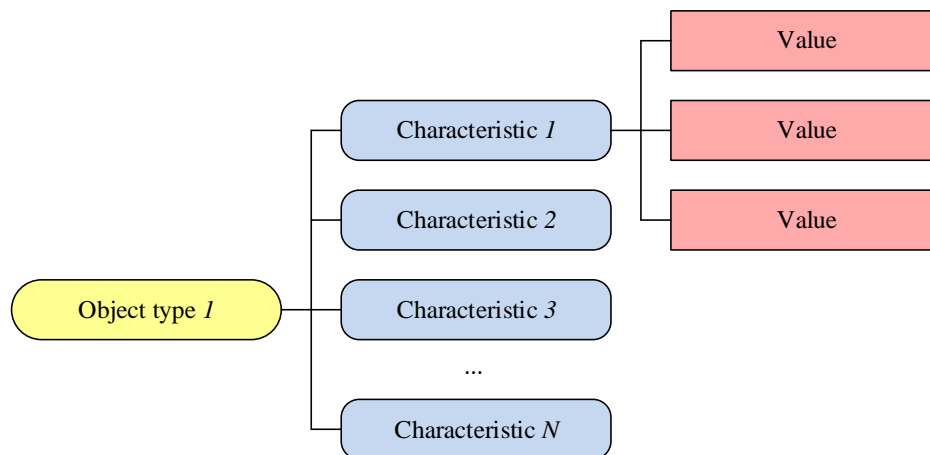 Value
Characteristic 1
Value
Characteristic 2
Value
Object type 1
Characteristic 3
...
Characteristic N